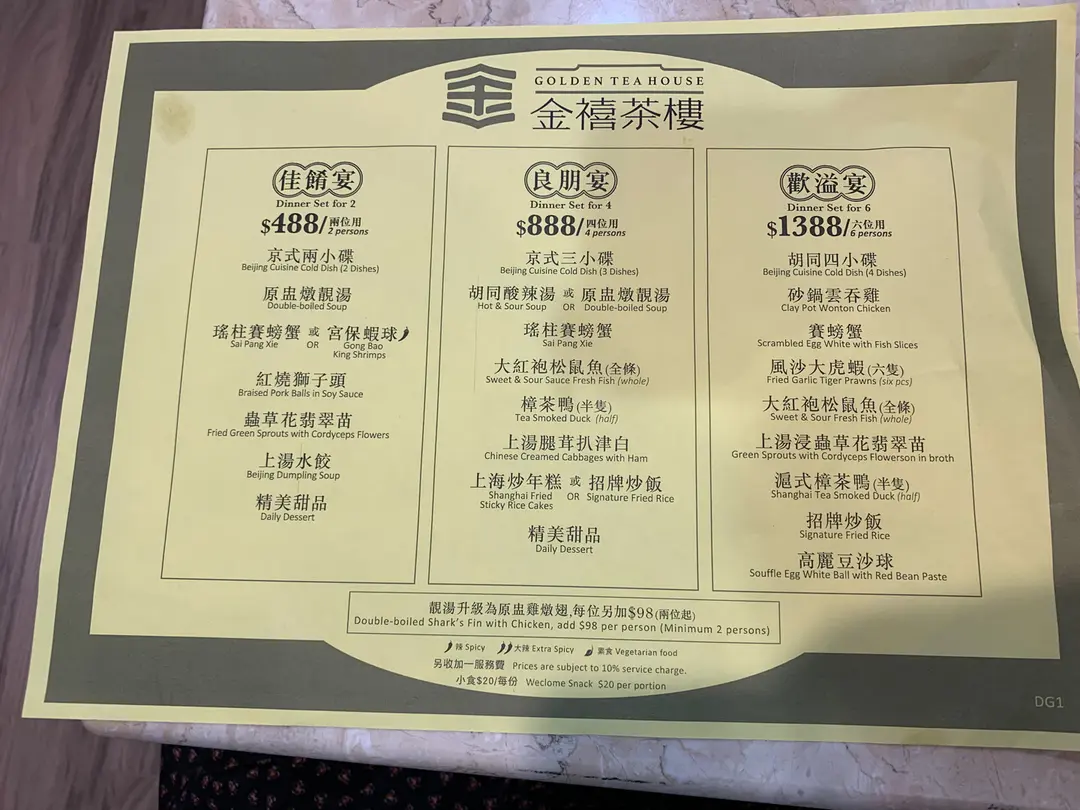 GOLDEN TEA HOUSE
金禧茶樓
佳餚宴
Dinner Set for 2
$488/兩位用
2 persons
京式兩小碟
Beijing Cuisine Cold Dish (2 Dishes)
原盅燉靚湯
Double-boiled Soup
瑤柱賽螃蟹 或 宮保蝦球
Sai Pang Xie OR Gong Bao
King Shrimps
紅燒獅子頭
Braised Pork Balls in Soy Sauce
蟲草花翡翠苗
Fried Green Sprouts with Cordyceps Flowers
上湯水餃
Beijing Dumpling Soup
精美甜品
Daily Dessert
良朋宴
Dinner Set for 4
$888/四位用
4 persons
京式三小碟
Beijing Cuisine Cold Dish (3 Dishes)
胡同酸辣湯 或 原盅燉靚湯
Hot & Sour Soup OR Double-boiled Soup
瑤柱賽螃蟹
Sai Pang Xie
大紅袍松鼠魚(全條)
Sweet & Sour Sauce Fresh Fish (whole)
樟茶鴨(半隻)
Tea Smoked Duck (half)
上湯腿茸扒津白
Chinese Creamed Cabbages with Ham
上海炒年糕 或 招牌炒飯
Shanghai Fried OR Signature Fried Rice
Sticky Rice Cakes
精美甜品
Daily Dessert
歡溢宴
Dinner Set for 6
$1388/六位用
6 persons
胡同四小碟
Beijing Cuisine Cold Dish (4 Dishes)
砂鍋雲吞雞
Clay Pot Wonton Chicken
賽螃蟹
Scrambled Egg White with Fish Slices
風沙大虎蝦(六隻)
Fried Garlic Tiger Prawns (six pcs)
大紅袍松鼠魚(全條)
Sweet & Sour Fresh Fish (whole)
上湯浸蟲草花翡翠苗
Green Sprouts with Cordyceps Flowerson in broth
滬式樟茶鴨(半隻)
Shanghai Tea Smoked Duck (half)
招牌炒飯
Signature Fried Rice
高麗豆沙球
Souffle Egg White Ball with Red Bean Paste
靚湯升級為原盅雞燉翅,每位另加$98(兩位起)
Double-boiled Shark's Fin with Chicken, add $98 per person (Minimum 2 persons)
辣 Spicy 大辣 Extra Spicy 素食 Vegetarian food
另收加一服務費 Prices are subject to 10% service charge.
小食$20/每份 Weclome Snack $20 per portion
DG1